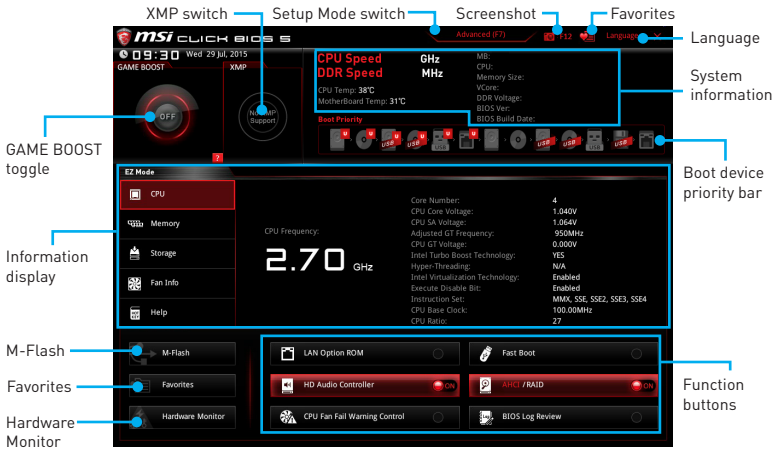 XMP switch
Setup Mode switch
Screenshot
Favorites
Language
System
information
GAME BOOST
toggle
Boot device
priority bar
Information
display
M-Flash
Favorites
Hardware
Monitor
Function
buttons
msi CLICK BIOS 5
Advanced (F7)
F12
Language
X
09:30 Wed 29 Jul, 2015
GAME BOOST
XMP
OFF
No XMP
Support
?
CPU Speed GHz
DDR Speed MHz
CPU Temp: 38°C
MotherBoard Temp: 31°C
MB:
CPU:
Memory Size:
VCore:
DDR Voltage:
BIOS Ver:
BIOS Build Date:
Boot Priority
U U U U U U
USB USB USB USB USB USB
EZ Mode
CPU
Memory
Storage
Fan Info
Help
CPU Frequency:
2.70 GHz
Core Number: 4
CPU Core Voltage: 1.040V
CPU SA Voltage: 1.064V
Adjusted GT Frequency: 950MHz
CPU GT Voltage: 0.000V
Intel Turbo Boost Technology: YES
Hyper-Threading: N/A
Intel Virtualization Technology: Enabled
Execute Disable Bit: Enabled
Instruction Set: MMX, SSE, SSE2, SSE3, SSE4
CPU Base Clock: 100.00MHz
CPU Ratio: 27
M-Flash
Favorites
Hardware Monitor
LAN Option ROM
Fast Boot
HD Audio Controller ON
AHCI /RAID ON
CPU Fan Fail Warning Control
BIOS Log Review